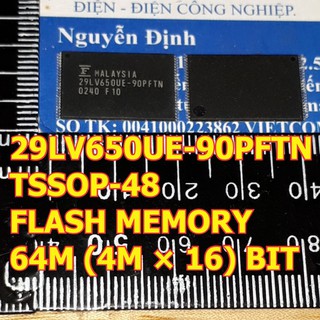 ĐIỆN - ĐIỆN CÔNG NGHIỆP.
Nguyễn Định
MALAYSIA
29LV650UE-90PFTN
0240 F10
SO TK: 0041000223862 VIETCO
29LV650UE-90PFTN
TSSOP-48
FLASH MEMORY
64M (4M × 16) BIT